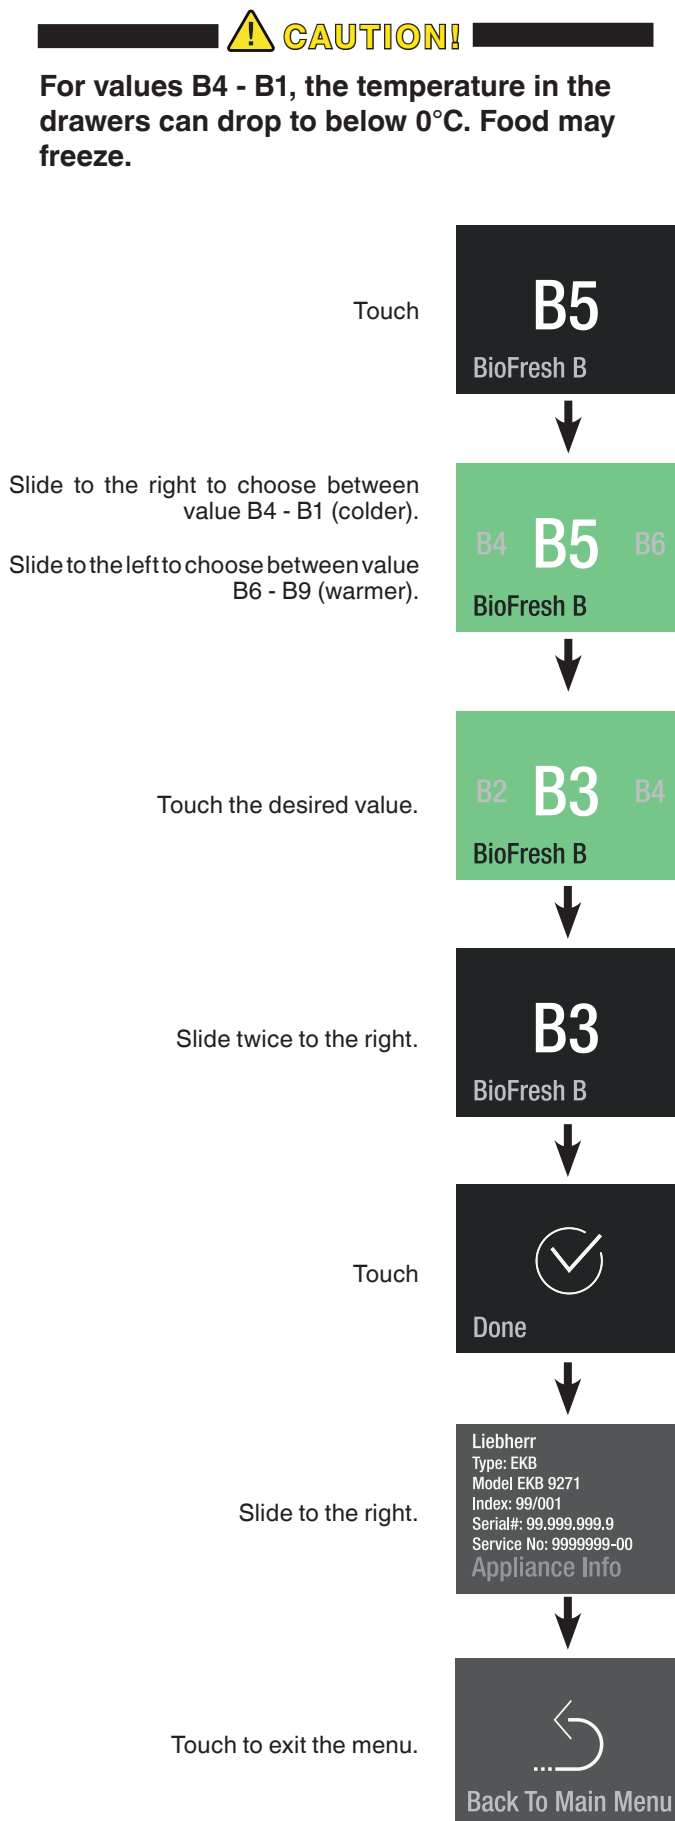 CAUTION!
For values B4 - B1, the temperature in the
drawers can drop to below 0°C. Food may
freeze.
Touch
B5
BioFresh B
Slide to the right to choose between
value B4 - B1 (colder).
Slide to the left to choose between value
B6 - B9 (warmer).
B4 B5 B6
BioFresh B
Touch the desired value.
B2 B3 B4
BioFresh B
Slide twice to the right.
B3
BioFresh B
Touch
Done
Slide to the right.
Liebherr
Type: EKB
Model EKB 9271
Index: 99/001
Serial#: 99.999.999.9
Service No: 9999999-00
Appliance Info
Touch to exit the menu.
Back To Main Menu